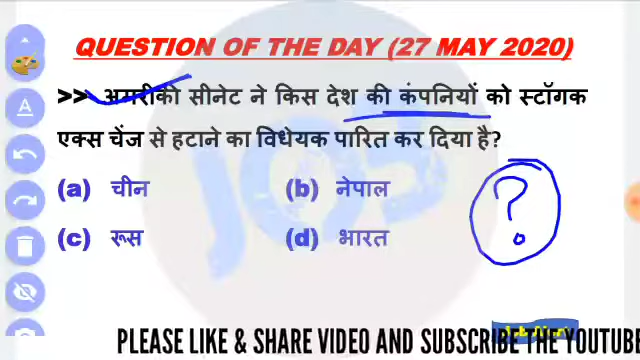 QUESTION OF THE DAY (27 MAY 2020)
>> अमरीकी सीनेट ने किस देश की कंपनियों को स्टॉगक
एक्स चेंज से हटाने का विधेयक पारित कर दिया है?
(a) चीन (b) नेपाल
?
(c) रूस (d) भारत
PLEASE LIKE & SHARE VIDEO AND SUBSCRIBE THE YOUTUBE